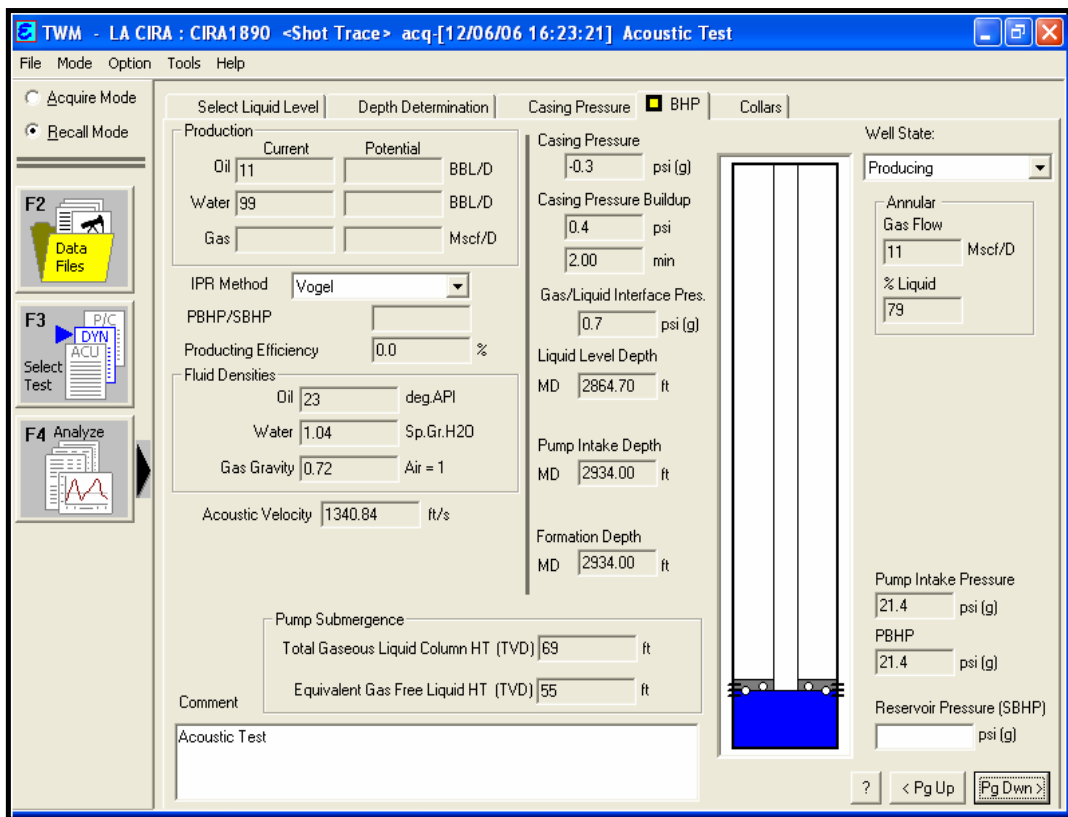 TWM - LA CIRA : CIRA1890 <Shot Trace> acq-[12/06/06 16:23:21] Acoustic Test
File Mode Option Tools Help
Acquire Mode
Recall Mode
F2
Data
Files
F3
P/C
DYN
ACU
Select
Test
F4 Analyze
Select Liquid Level
Depth Determination
Casing Pressure
BHP
Collars
Production
Current Potential
Oil 11 BBL/D
Water 99 BBL/D
Gas Mscf/D
IPR Method Vogel
PBHP/SBHP
Producting Efficiency 0.0 %
Fluid Densities
Oil 23 deg.API
Water 1.04 Sp.Gr.H2O
Gas Gravity 0.72 Air = 1
Acoustic Velocity 1340.84 ft/s
Casing Pressure
-0.3 psi (g)
Casing Pressure Buildup
0.4 psi
2.00 min
Gas/Liquid Interface Pres.
0.7 psi (g)
Liquid Level Depth
MD 2864.70 ft
Pump Intake Depth
MD 2934.00 ft
Formation Depth
MD 2934.00 ft
Pump Submergence
Total Gaseous Liquid Column HT (TVD) 69 ft
Equivalent Gas Free Liquid HT (TVD) 55 ft
Comment
Acoustic Test
Well State:
Producing
Annular
Gas Flow
11 Mscf/D
% Liquid
79
Pump Intake Pressure
21.4 psi (g)
PBHP
21.4 psi (g)
Reservoir Pressure (SBHP)
psi (g)
? < Pg Up Pg Dwn >